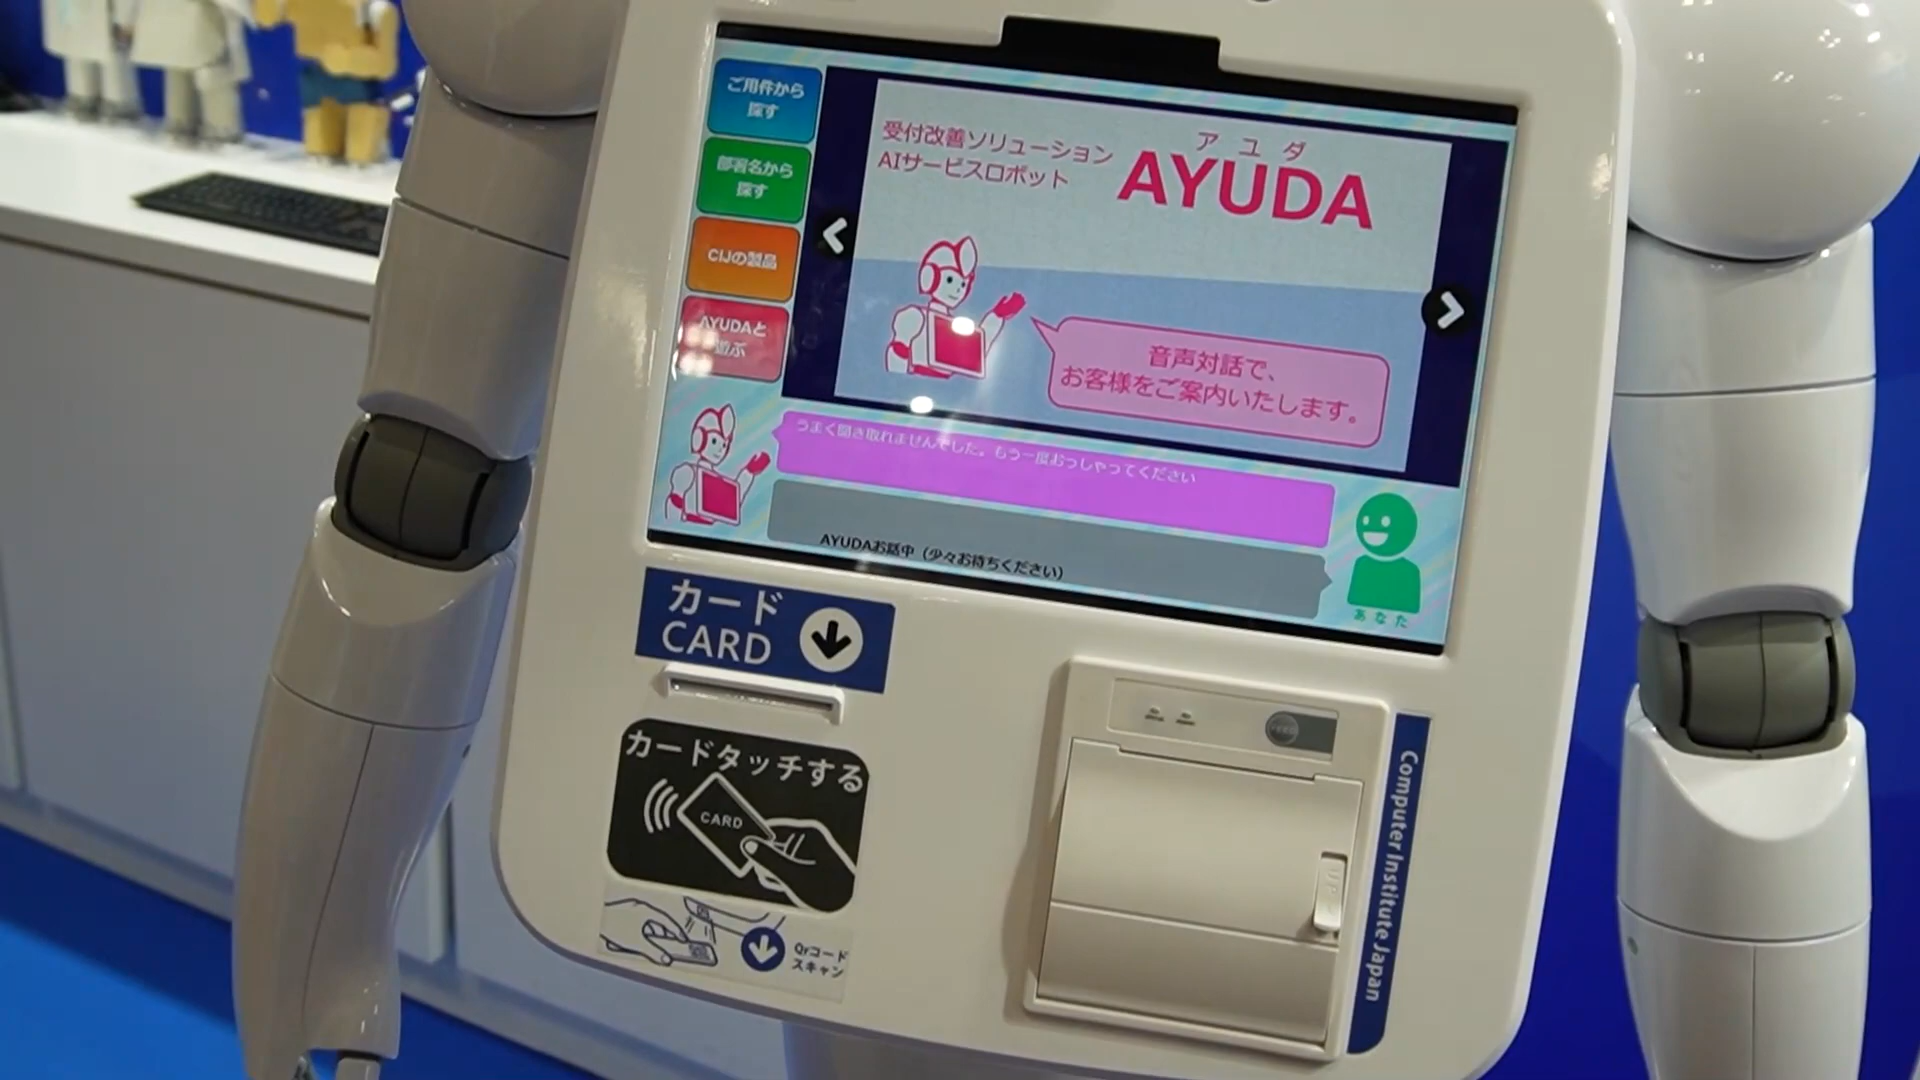 ご用件から
探す
部署名から
探す
CIJの製品
AYUDAと
遊ぶ
受付改善ソリューション
AIサービスロボット
アユダ
AYUDA
音声対話で、
お客様をご案内いたします。
うまく聞き取れませんでした。もう一度おっしゃってください
AYUDAお話中（少々お待ちください）
あなた
カード
CARD
カードタッチする
CARD
Qrコード
スキャン
Computer Institute Japan